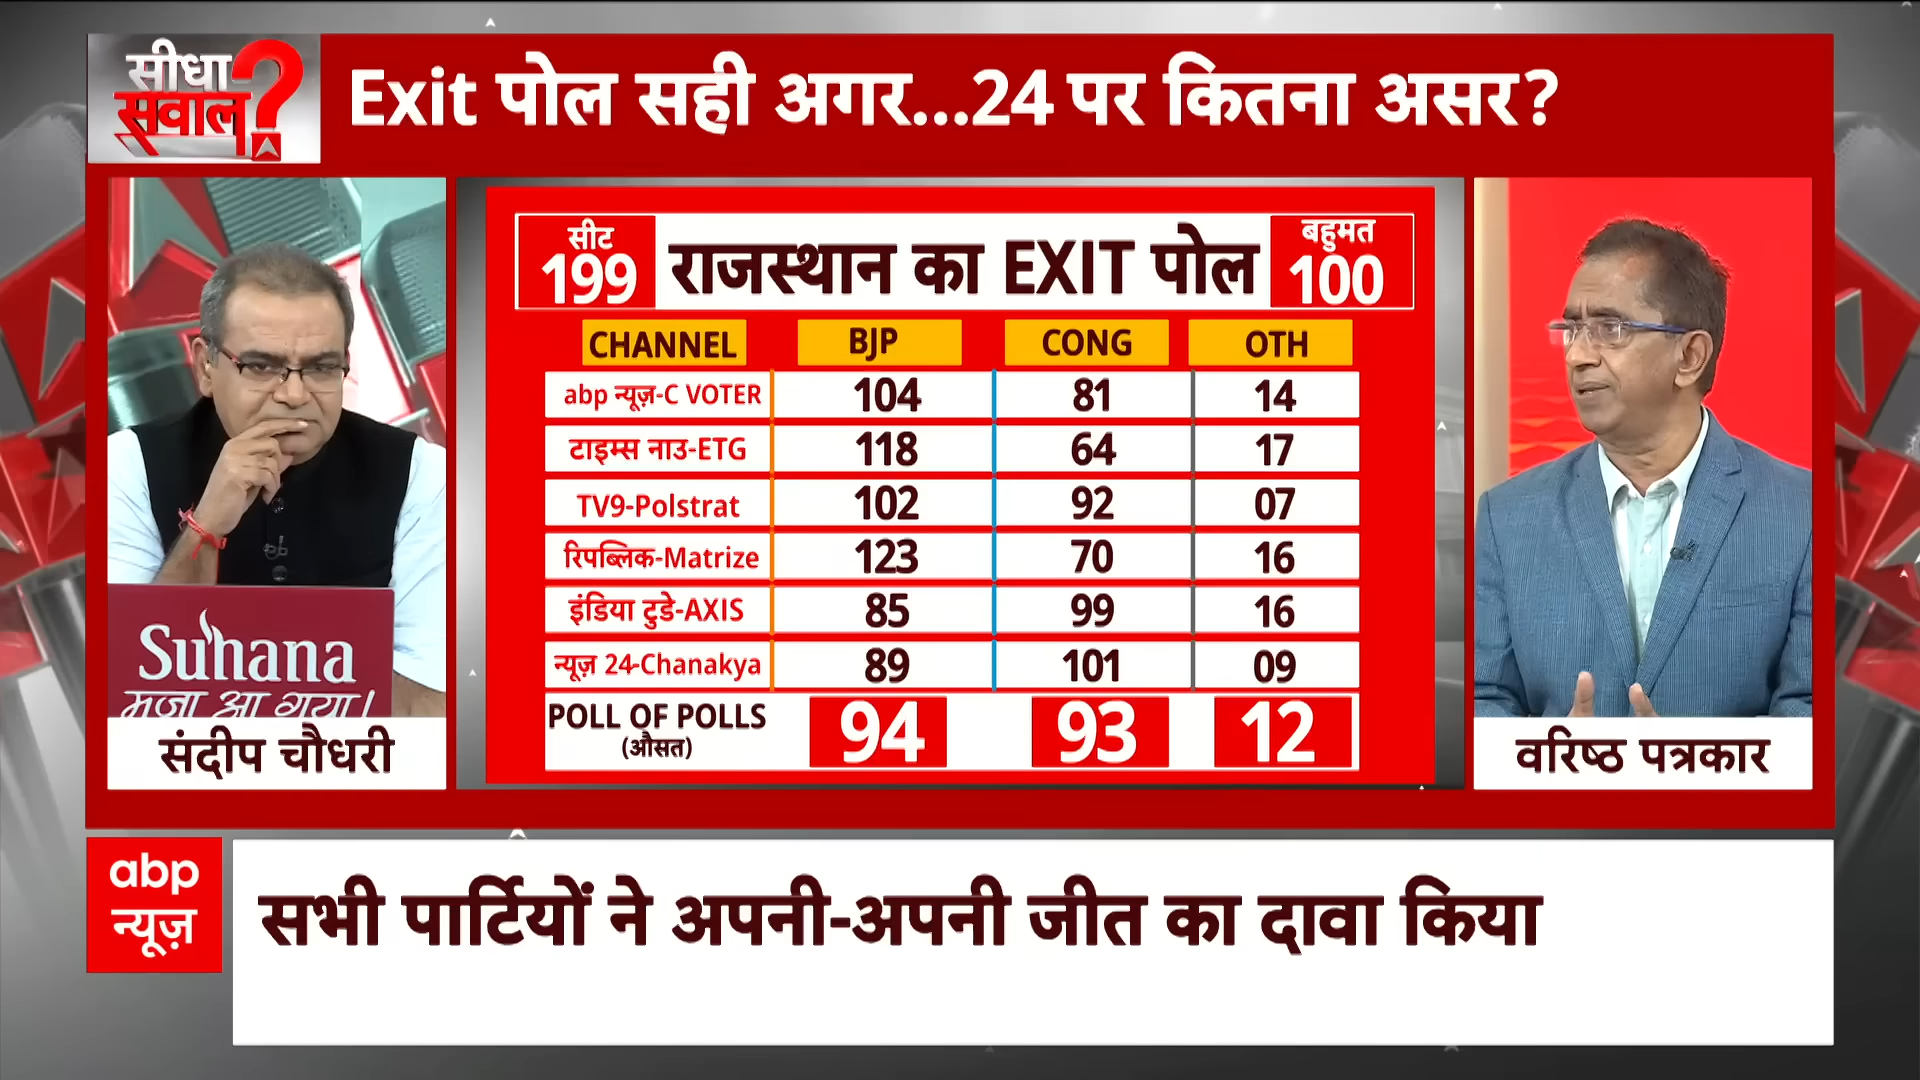 सीधा
सवाल?
Exit पोल सही अगर...24 पर कितना असर?
सीट
199
राजस्थान का EXIT पोल
बहुमत
100
CHANNEL BJP CONG OTH
abp न्यूज़-C VOTER 104 81 14
टाइम्स नाउ-ETG 118 64 17
TV9-Polstrat 102 92 07
रिपब्लिक-Matrize 123 70 16
इंडिया टुडे-AXIS 85 99 16
न्यूज़ 24-Chanakya 89 101 09
POLL OF POLLS 94 93 12
(औसत)
Suhana
मज़ा आ गया!
संदीप चौधरी
वरिष्ठ पत्रकार
abp
न्यूज़
सभी पार्टियों ने अपनी-अपनी जीत का दावा किया